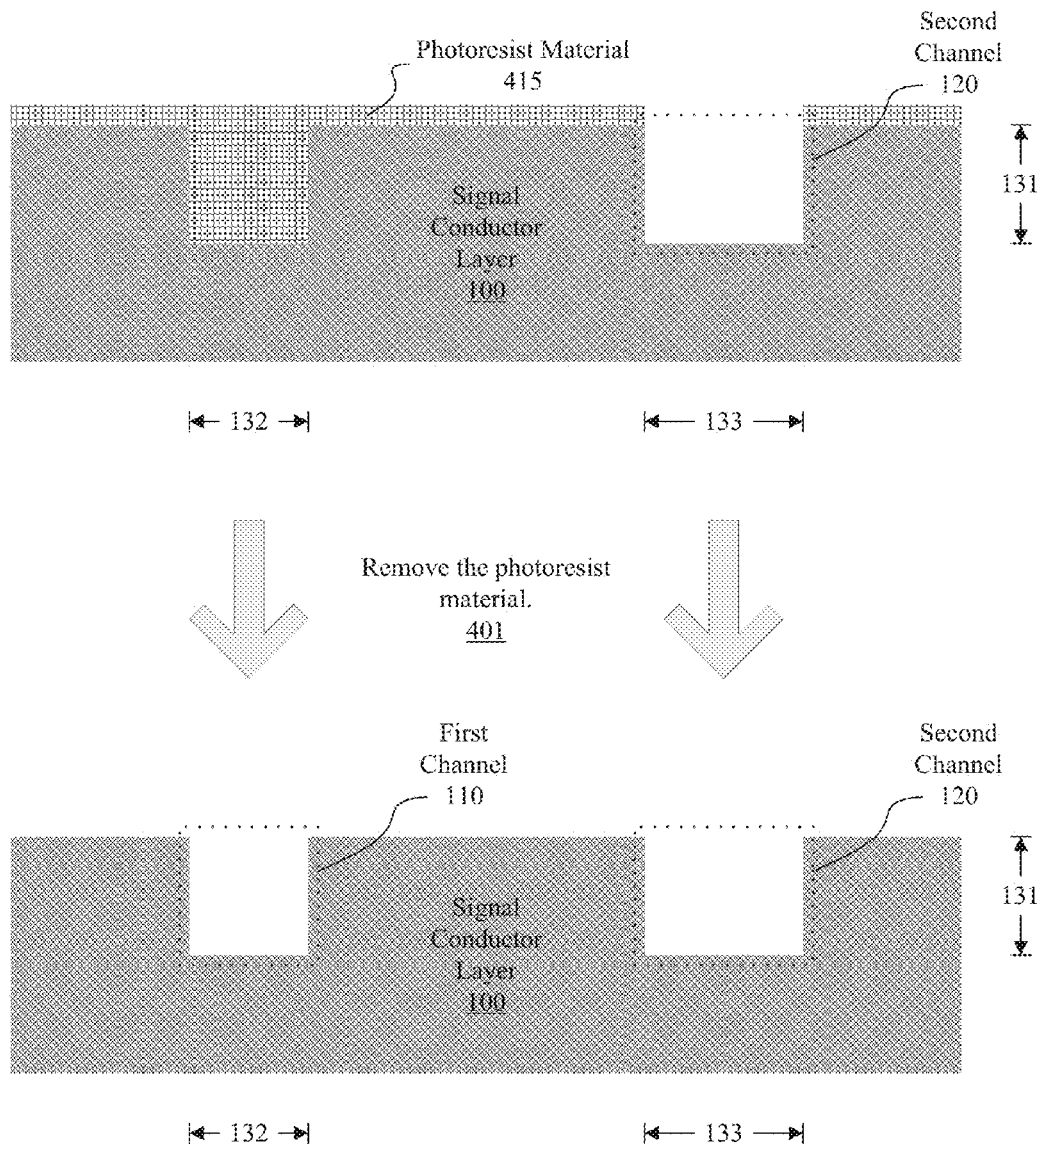 Photoresist Material
415
Second
Channel
120
131
Signal
Conductor
Layer
100
132
133
Remove the photoresist
material.
401
First
Channel
110
Second
Channel
120
131
Signal
Conductor
Layer
100
132
133